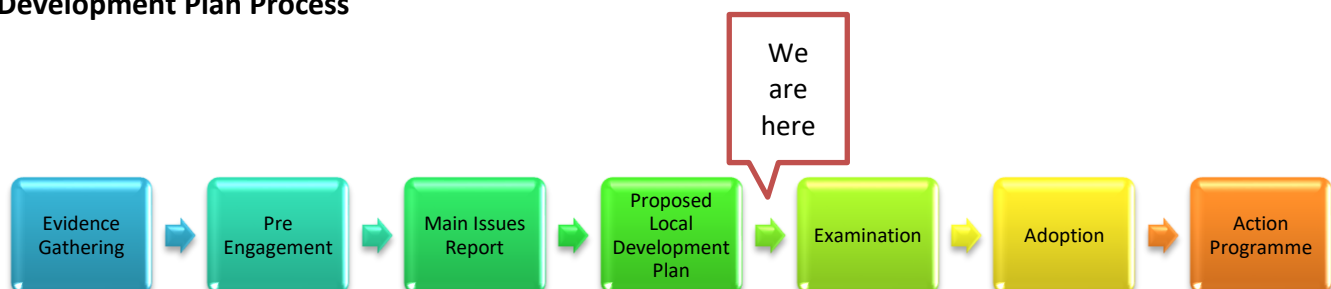 Development Plan Process
We
are
here
Evidence
Gathering
Pre
Engagement
Main Issues
Report
Proposed
Local
Development
Plan
Examination
Adoption
Action
Programme